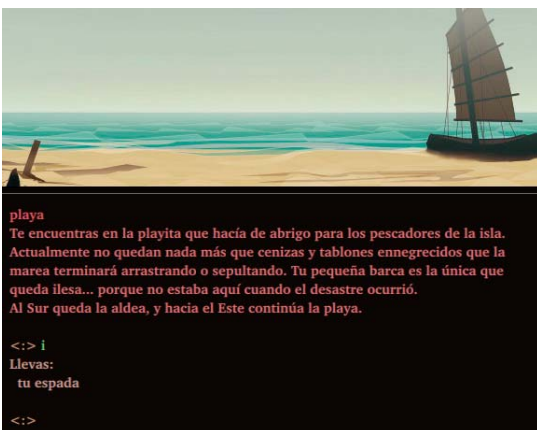 playa
Te encuentras en la playita que hacía de abrigo para los pescadores de la isla.
Actualmente no quedan nada más que cenizas y tablones ennegrecidos que la
marea terminará arrastrando o sepultando. Tu pequeña barca es la única que
queda ilesa... porque no estaba aquí cuando el desastre ocurrió.
Al Sur queda la aldea, y hacia el Este continúa la playa.
<:> i
Llevas:
tu espada
<:>